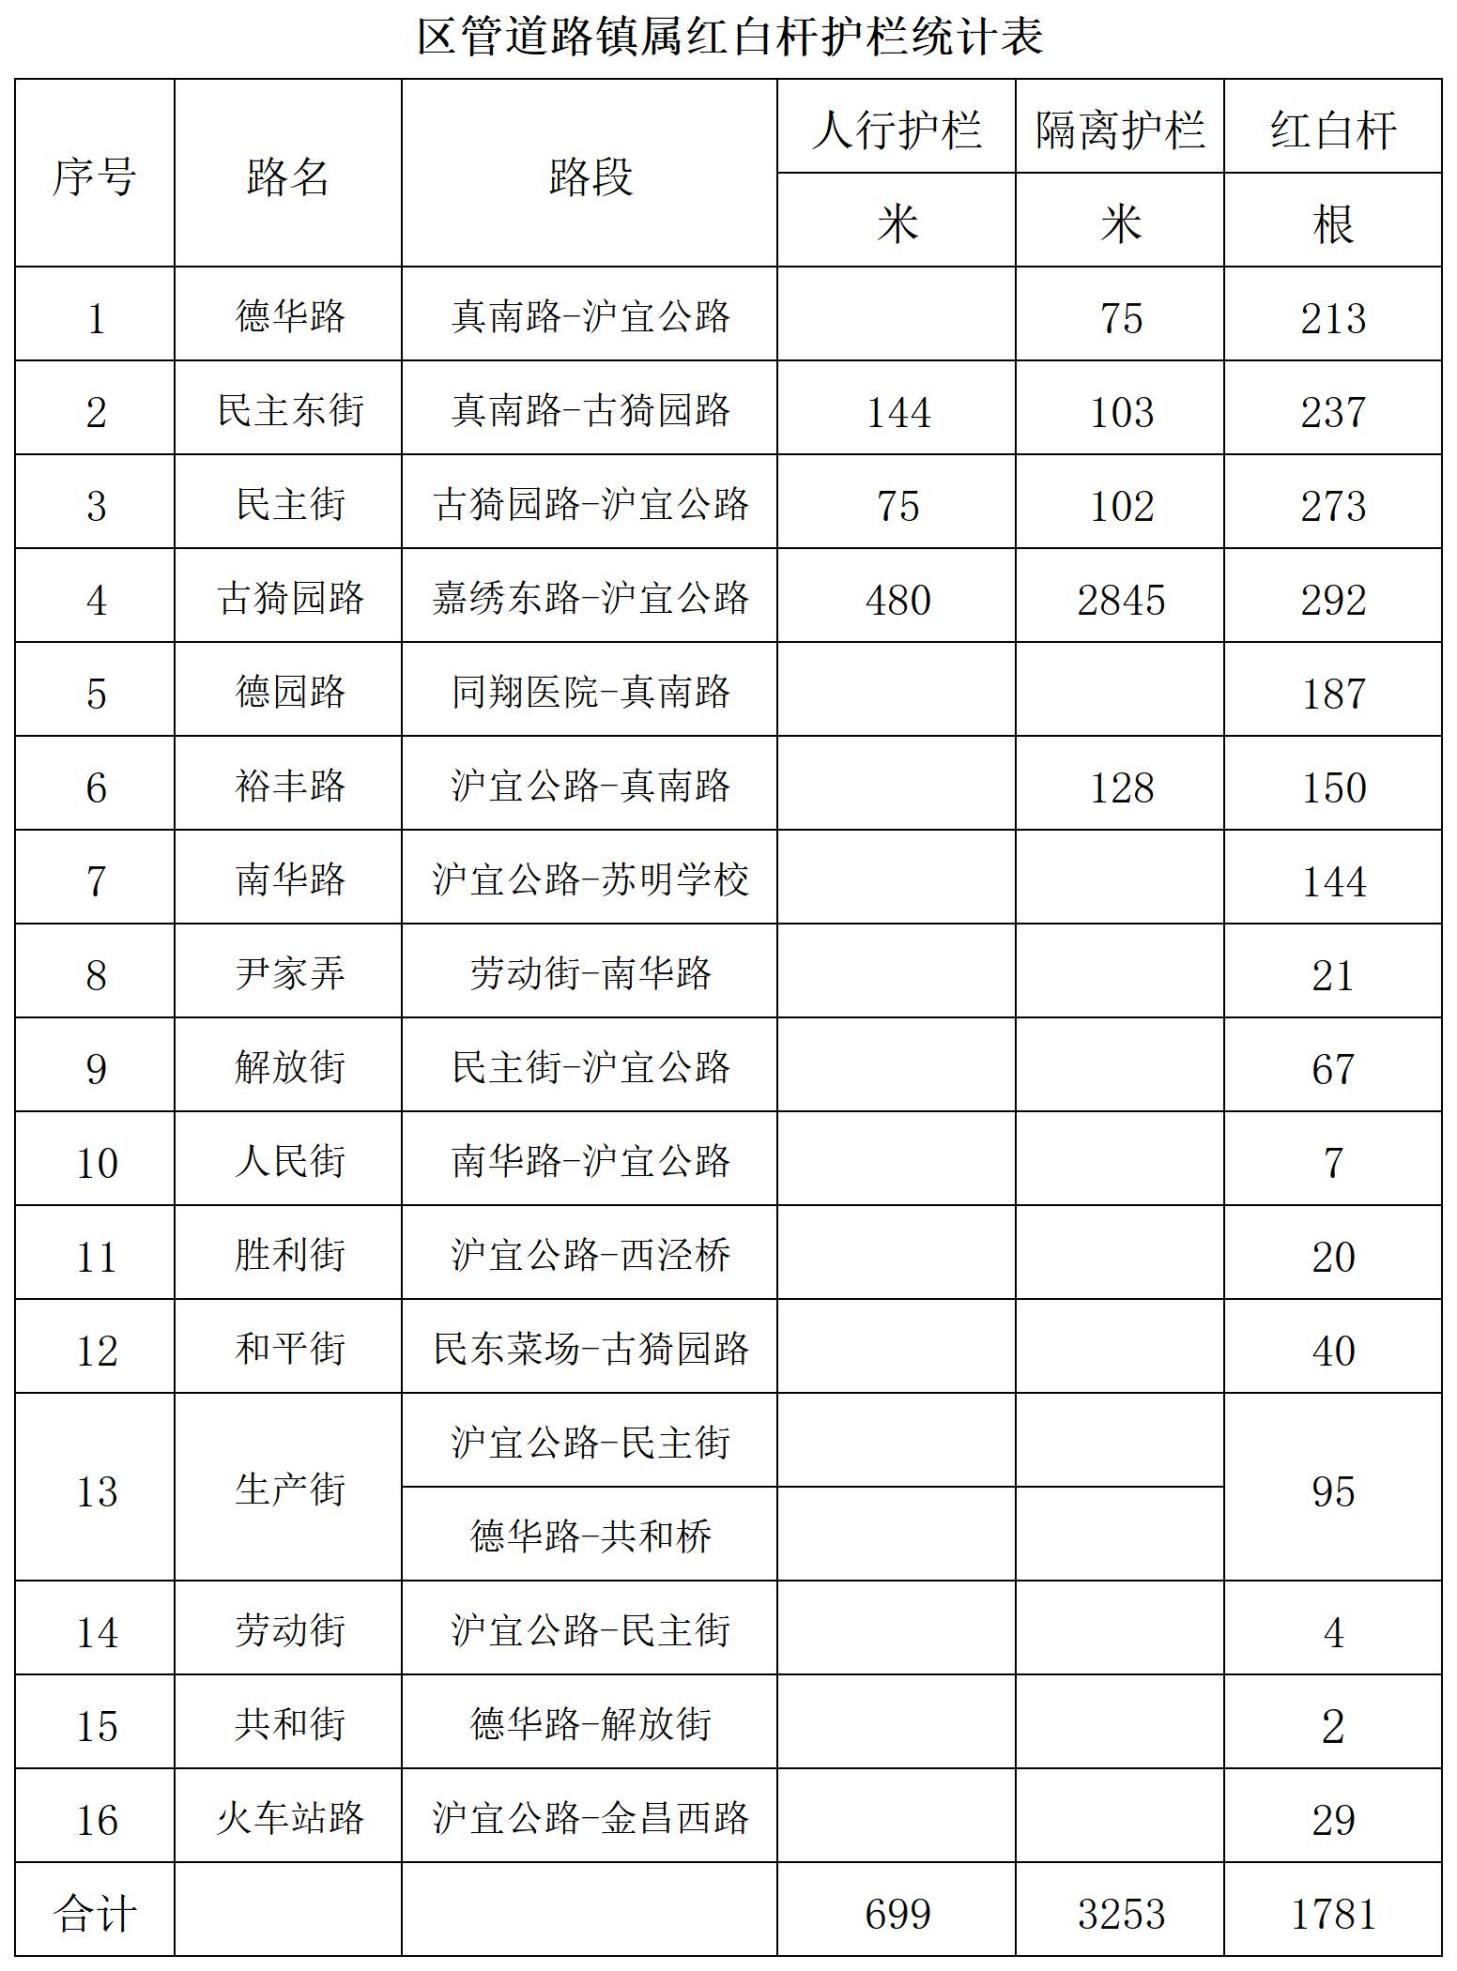 区管道路镇属红白杆护栏统计表
序号 路名 路段 人行护栏 隔离护栏 红白杆
米 米 根
1 德华路 真南路-沪宜公路 75 213
2 民主东街 真南路-古猗园路 144 103 237
3 民主街 古猗园路-沪宜公路 75 102 273
4 古猗园路 嘉绣东路-沪宜公路 480 2845 292
5 德园路 同翔医院-真南路 187
6 裕丰路 沪宜公路-真南路 128 150
7 南华路 沪宜公路-苏明学校 144
8 尹家弄 劳动街-南华路 21
9 解放街 民主街-沪宜公路 67
10 人民街 南华路-沪宜公路 7
11 胜利街 沪宜公路-西泾桥 20
12 和平街 民东菜场-古猗园路 40
13 生产街 沪宜公路-民主街 95
德华路-共和桥
14 劳动街 沪宜公路-民主街 4
15 共和街 德华路-解放街 2
16 火车站路 沪宜公路-金昌西路 29
合计 699 3253 1781